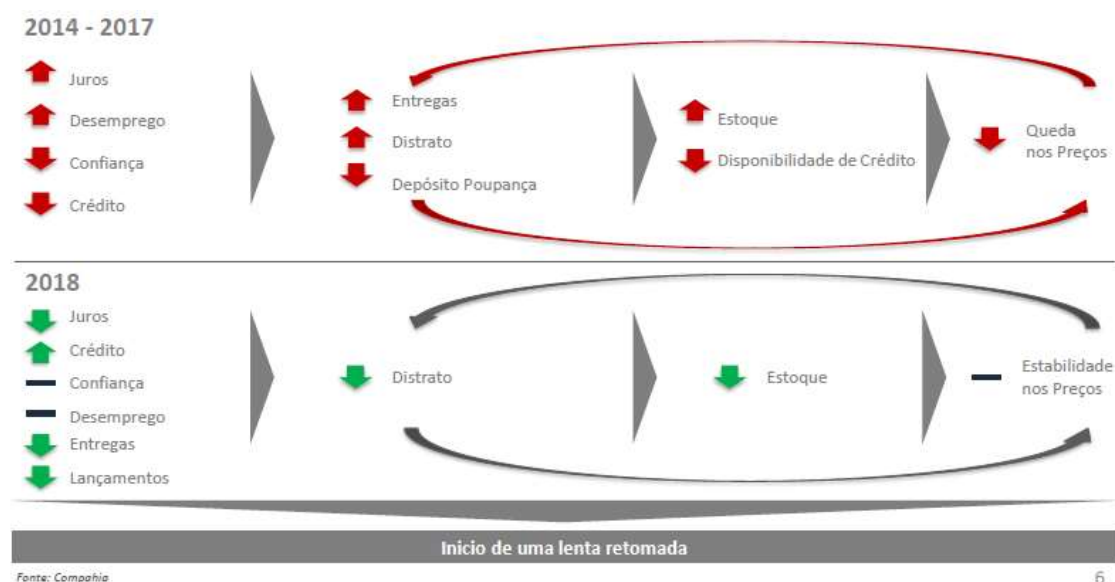 2014 - 2017
Juros
Desemprego
Confiança
Crédito
Entregas
Distrato
Depósito Poupança
Estoque
Disponibilidade de Crédito
Queda
nos Preços
2018
Juros
Crédito
Confiança
Desemprego
Entregas
Lançamentos
Distrato
Estoque
Estabilidade
nos Preços
Inicio de uma lenta retomada
Fonte: Compahia
6